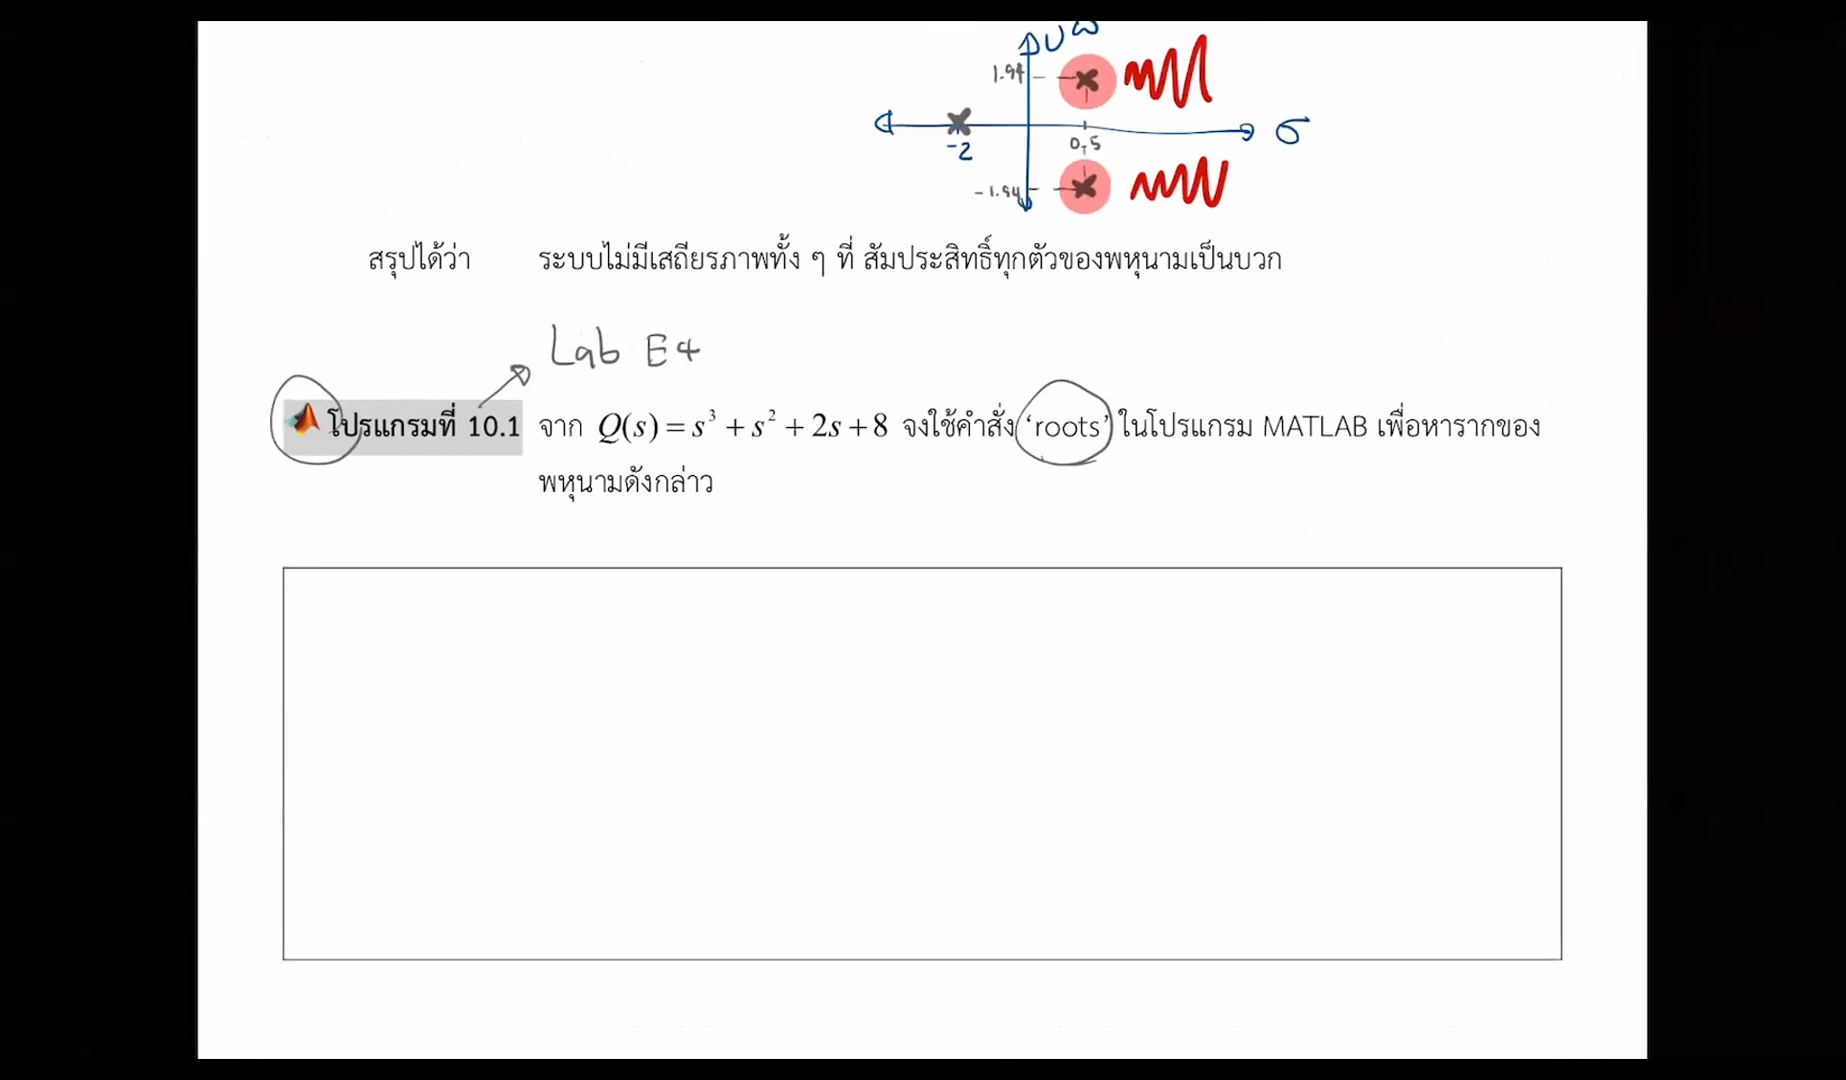 jω
1.94
σ
-2
0.5
-1.94
สรุปได้ว่า ระบบไม่มีเสถียรภาพทั้ง ๆ ที่ สัมประสิทธิ์ทุกตัวของพหุนามเป็นบวก
Lab E4
โปรแกรมที่ 10.1 จาก Q(s) = s³ + s² + 2s + 8 จงใช้คำสั่ง 'roots' ในโปรแกรม MATLAB เพื่อหารากของ
พหุนามดังกล่าว